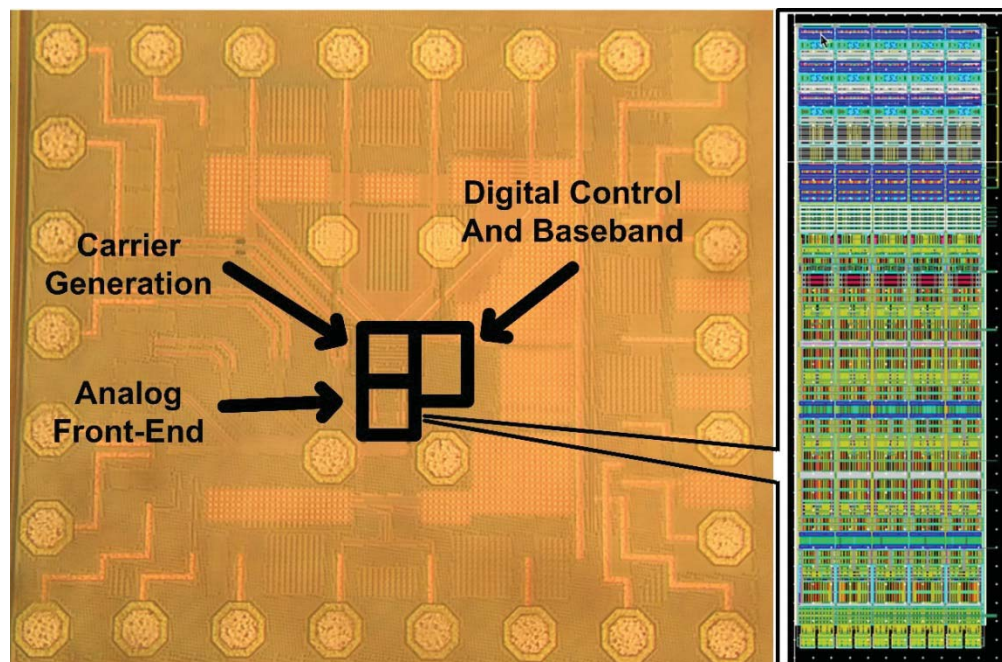 Digital Control
And Baseband
Carrier
Generation
Analog
Front-End